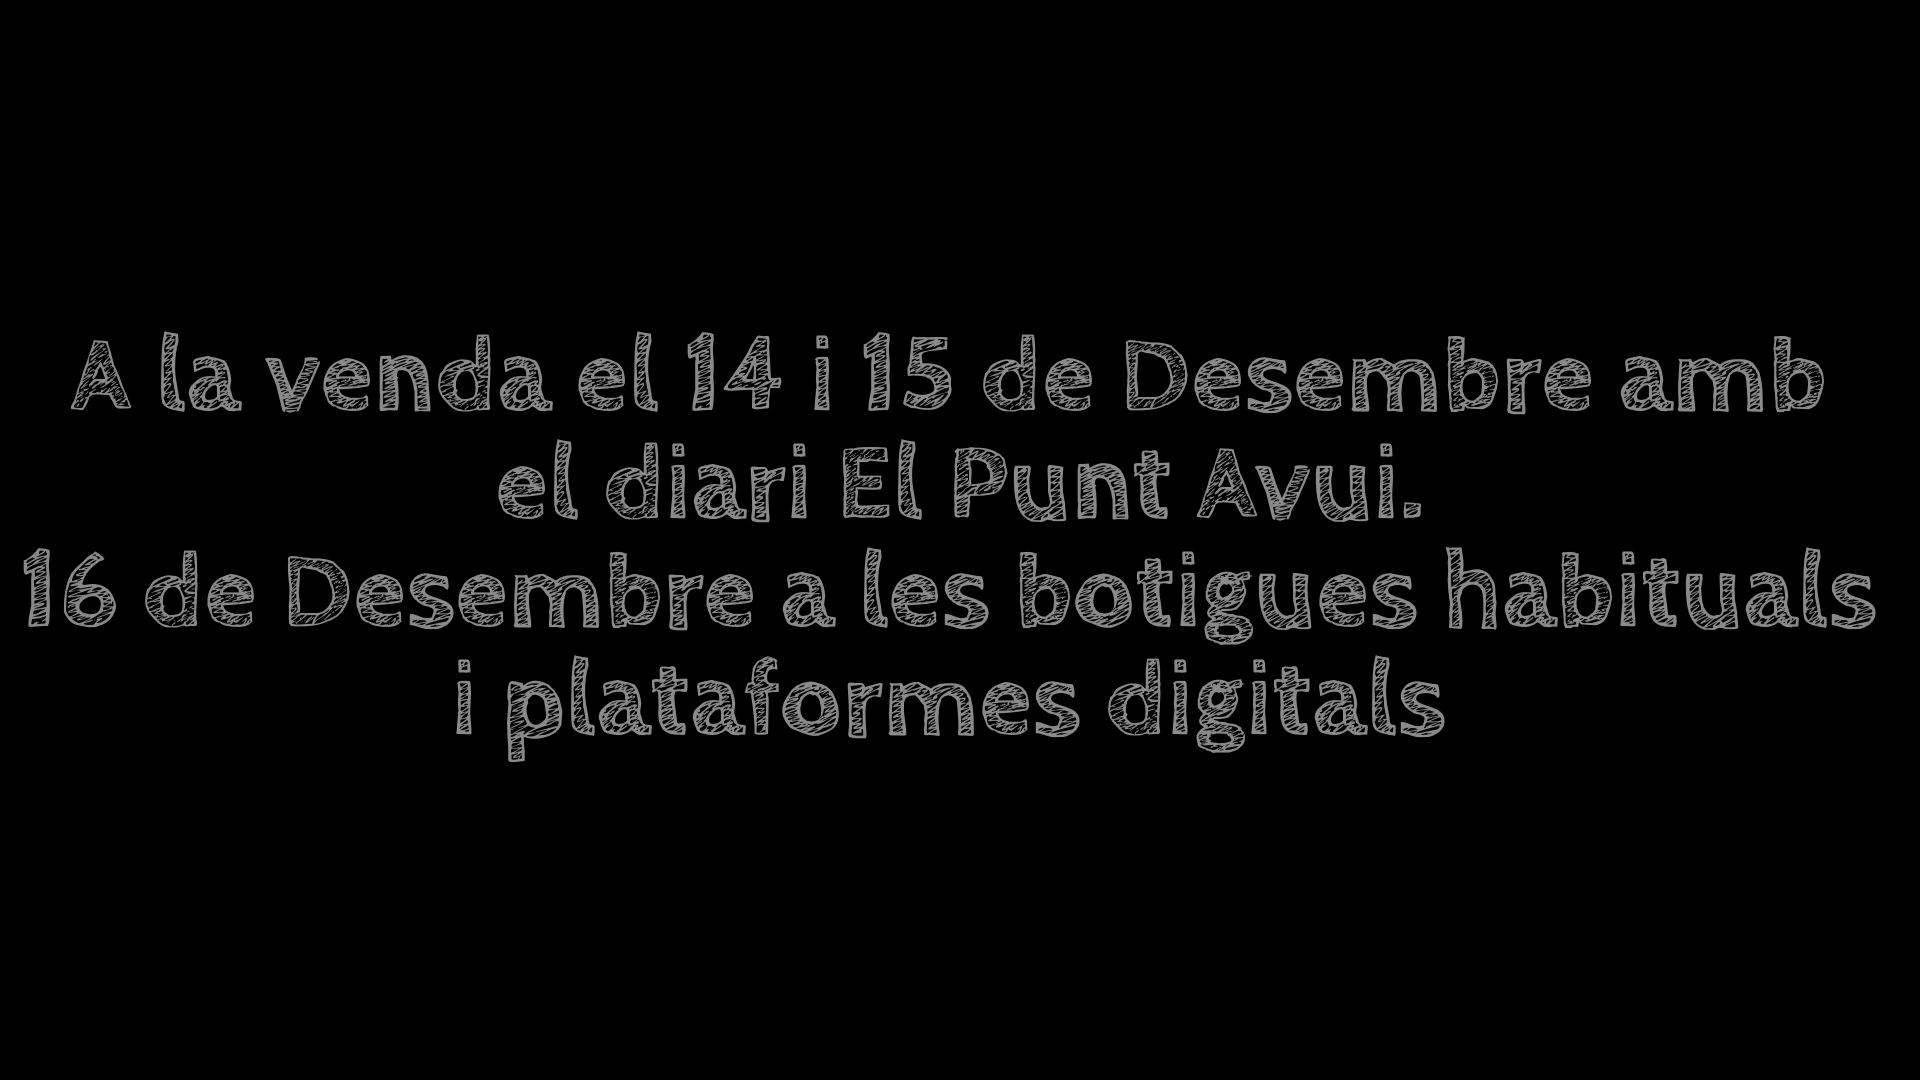 A la venda el 14 i 15 de Desembre amb
el diari El Punt Avui.
16 de Desembre a les botigues habituals
i plataformes digitals